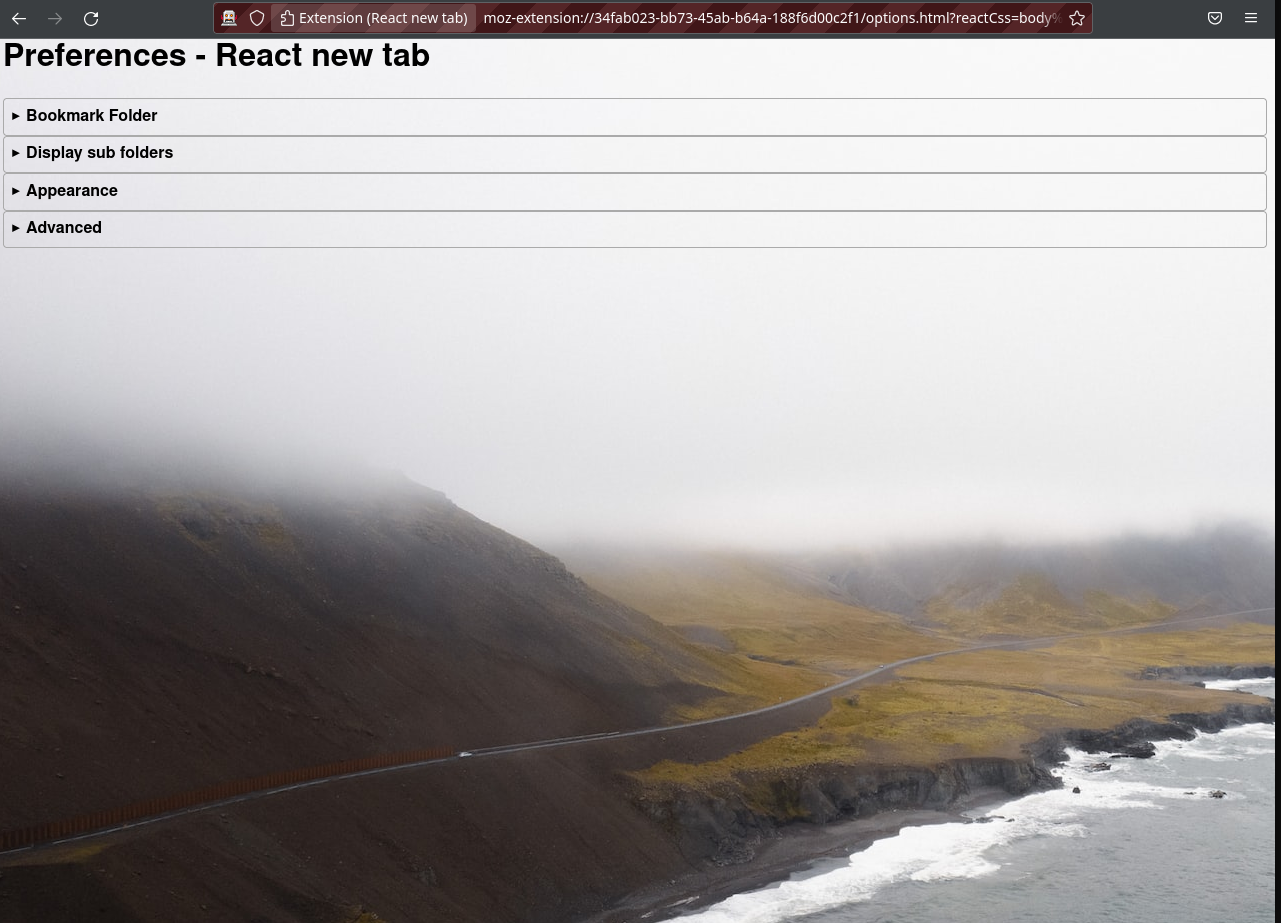 Extension (React new tab) moz-extension://34fab023-bb73-45ab-b64a-188f6d00c2f1/options.html?reactCss=body%
Preferences - React new tab
▸ Bookmark Folder
▸ Display sub folders
▸ Appearance
▸ Advanced